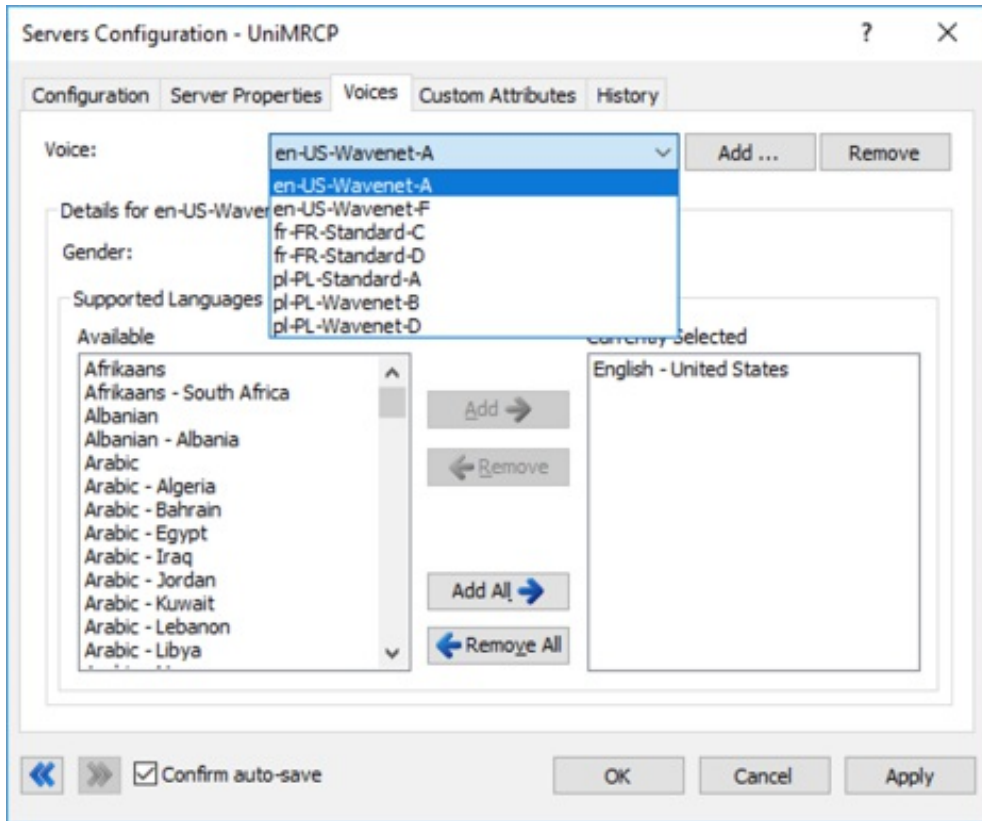 Servers Configuration - UniMRCP ?
Configuration Server Properties Voices Custom Attributes History
Voice: en-US-Wavenet-A Add ... Remove
en-US-Wavenet-A
en-US-Wavenet-F
fr-FR-Standard-C
fr-FR-Standard-D
pl-PL-Standard-A
pl-PL-Wavenet-B
pl-PL-Wavenet-D
Details for en-US-Waven
Gender:
Supported Languages
Available
Currently Selected
Afrikaans
Afrikaans - South Africa
Albanian
Albanian - Albania
Arabic
Arabic - Algeria
Arabic - Bahrain
Arabic - Egypt
Arabic - Iraq
Arabic - Jordan
Arabic - Kuwait
Arabic - Lebanon
Arabic - Libya
Add
Remove
Add All
Remove All
English - United States
Confirm auto-save
OK Cancel Apply